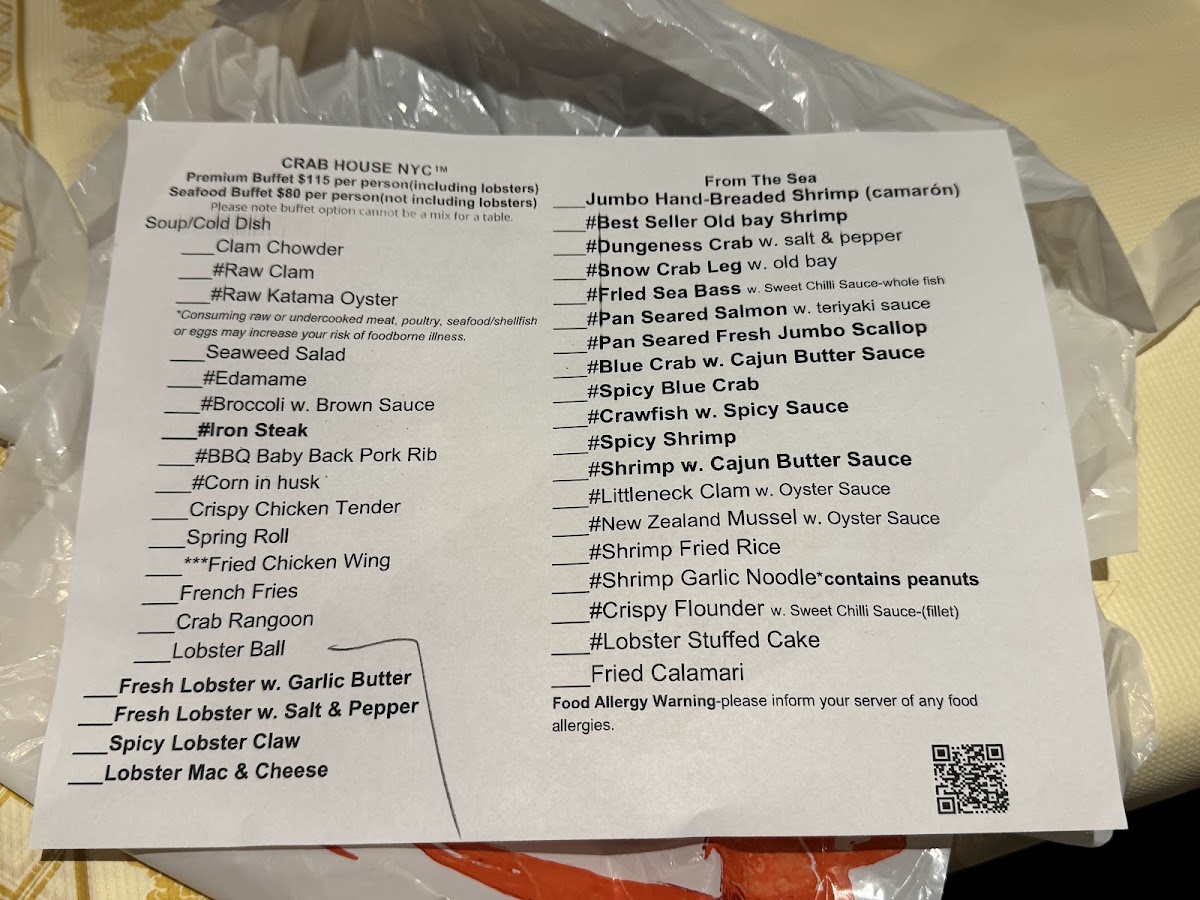 CRAB HOUSE NYC™
Premium Buffet $115 per person(including lobsters)
Seafood Buffet $80 per person(not including lobsters)
Please note buffet option cannot be a mix for a table.
Soup/Cold Dish
___Clam Chowder
___#Raw Clam
___#Raw Katama Oyster
*Consuming raw or undercooked meat, poultry, seafood/shellfish
or eggs may increase your risk of foodborne illness.
___Seaweed Salad
___#Edamame
___#Broccoli w. Brown Sauce
___#Iron Steak
___#BBQ Baby Back Pork Rib
___#Corn in husk
___Crispy Chicken Tender
___Spring Roll
___***Fried Chicken Wing
___French Fries
___Crab Rangoon
___Lobster Ball
___Fresh Lobster w. Garlic Butter
___Fresh Lobster w. Salt & Pepper
___Spicy Lobster Claw
___Lobster Mac & Cheese
From The Sea
___Jumbo Hand-Breaded Shrimp (camarón)
___#Best Seller Old bay Shrimp
___#Dungeness Crab w. salt & pepper
___#Snow Crab Leg w. old bay
___#Fried Sea Bass w. Sweet Chilli Sauce-whole fish
___#Pan Seared Salmon w. teriyaki sauce
___#Pan Seared Fresh Jumbo Scallop
___#Blue Crab w. Cajun Butter Sauce
___#Spicy Blue Crab
___#Crawfish w. Spicy Sauce
___#Spicy Shrimp
___#Shrimp w. Cajun Butter Sauce
___#Littleneck Clam w. Oyster Sauce
___#New Zealand Mussel w. Oyster Sauce
___#Shrimp Fried Rice
___#Shrimp Garlic Noodle*contains peanuts
___#Crispy Flounder w. Sweet Chilli Sauce-(fillet)
___#Lobster Stuffed Cake
___Fried Calamari
Food Allergy Warning-please inform your server of any food
allergies.